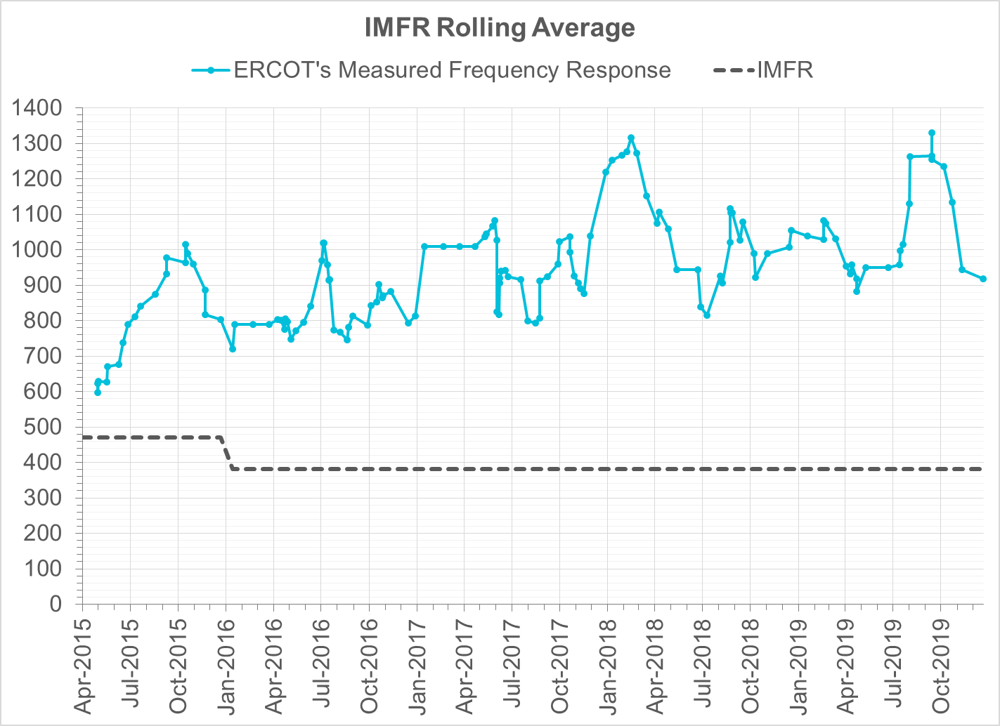 IMFR Rolling Average
ERCOT's Measured Frequency Response IMFR
1400
1300
1200
1100
1000
900
800
700
600
500
400
300
200
100
0
Apr-2015
Jul-2015
Oct-2015
Jan-2016
Apr-2016
Jul-2016
Oct-2016
Jan-2017
Apr-2017
Jul-2017
Oct-2017
Jan-2018
Apr-2018
Jul-2018
Oct-2018
Jan-2019
Apr-2019
Jul-2019
Oct-2019